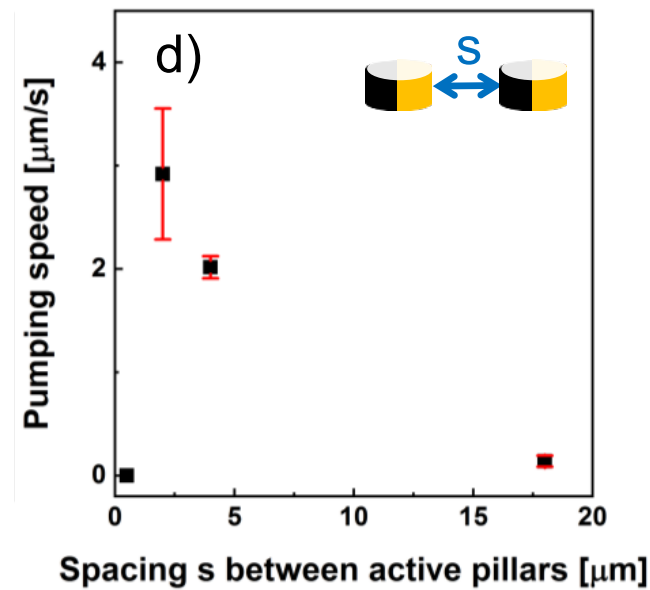 d)
S
4
2
0
0
5
10
15
20
Pumping speed [μm/s]
Spacing s between active pillars [μm]